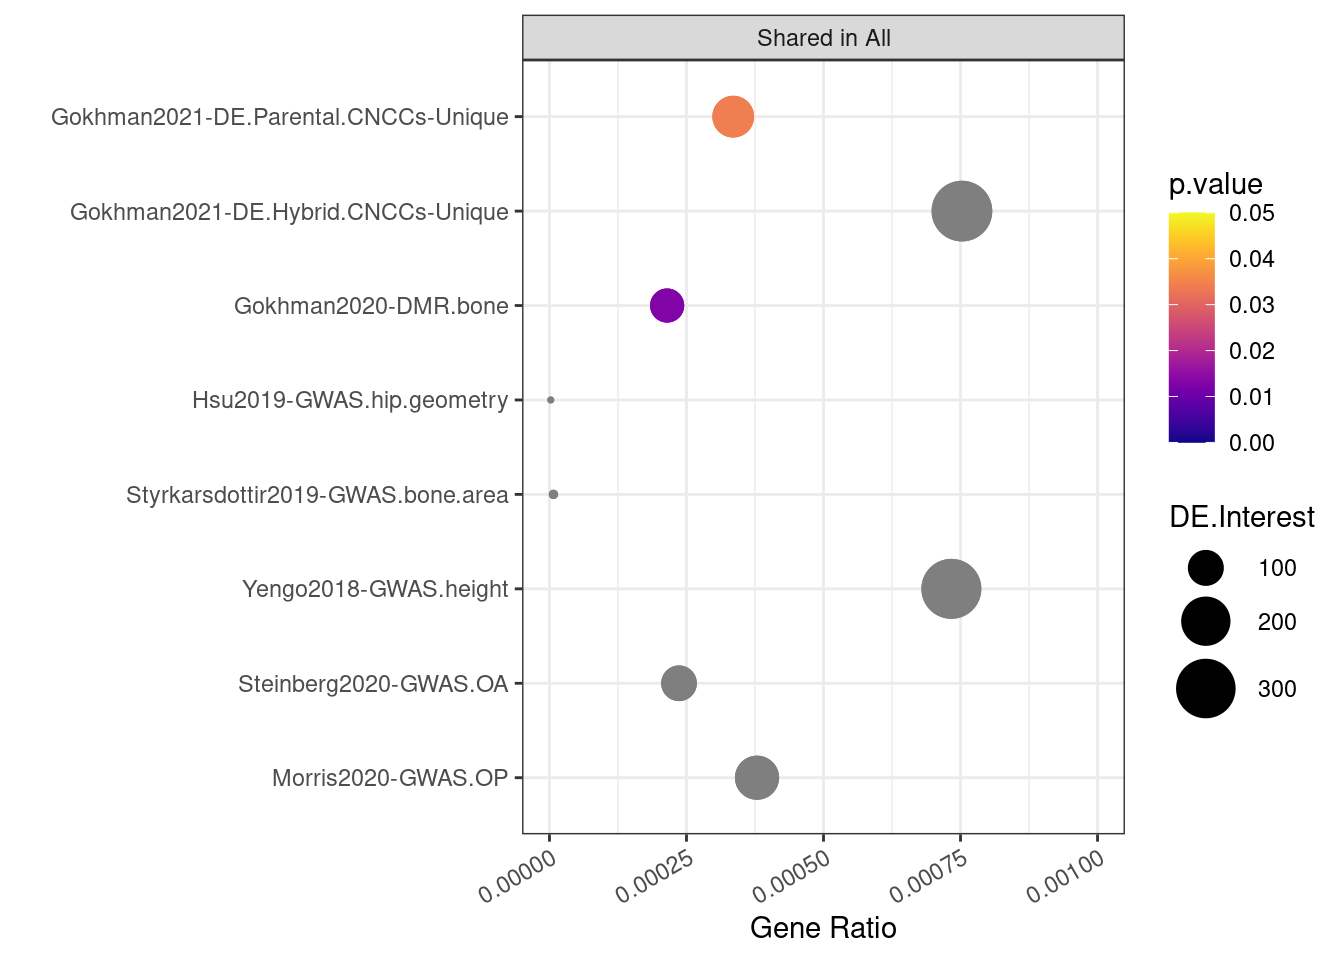 Shared in All
Gokhman2021-DE.Parental.CNCCs-Unique
Gokhman2021-DE.Hybrid.CNCCs-Unique
Gokhman2020-DMR.bone
Hsu2019-GWAS.hip.geometry
Styrkarsdottir2019-GWAS.bone.area
Yengo2018-GWAS.height
Steinberg2020-GWAS.OA
Morris2020-GWAS.OP
0.00000
0.00025
0.00050
0.00075
0.00100
Gene Ratio
p.value
0.05
0.04
0.03
0.02
0.01
0.00
DE.Interest
100
200
300